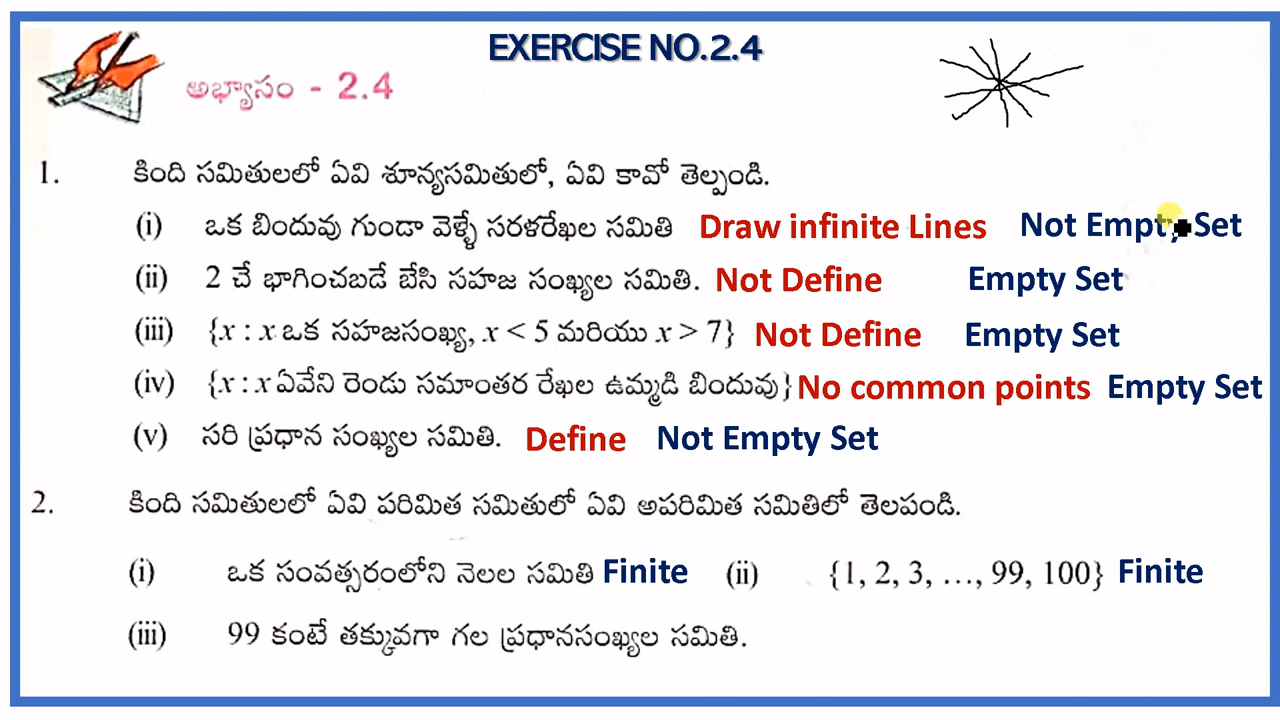 EXERCISE NO.2.4
అభ్యాసం - 2.4
1. కింది సమితులలో ఏవి శూన్యసమితులో, ఏవి కావో తెల్పండి.
(i) ఒక బిందువు గుండా వెళ్ళే సరళరేఖల సమితి Draw infinite Lines Not Empty Set
(ii) 2 చే భాగించబడే బేసి సహజ సంఖ్యల సమితి. Not Define Empty Set
(iii) {x : x ఒక సహజసంఖ్య, x < 5 మరియు x > 7} Not Define Empty Set
(iv) {x : x ఏవేని రెండు సమాంతర రేఖల ఉమ్మడి బిందువు} No common points Empty Set
(v) సరి ప్రధాన సంఖ్యల సమితి. Define Not Empty Set
2. కింది సమితులలో ఏవి పరిమిత సమితులో ఏవి అపరిమిత సమితిలో తెలపండి.
(i) ఒక సంవత్సరంలోని నెలల సమితి Finite (ii) {1, 2, 3, ..., 99, 100} Finite
(iii) 99 కంటే తక్కువగా గల ప్రధానసంఖ్యల సమితి.